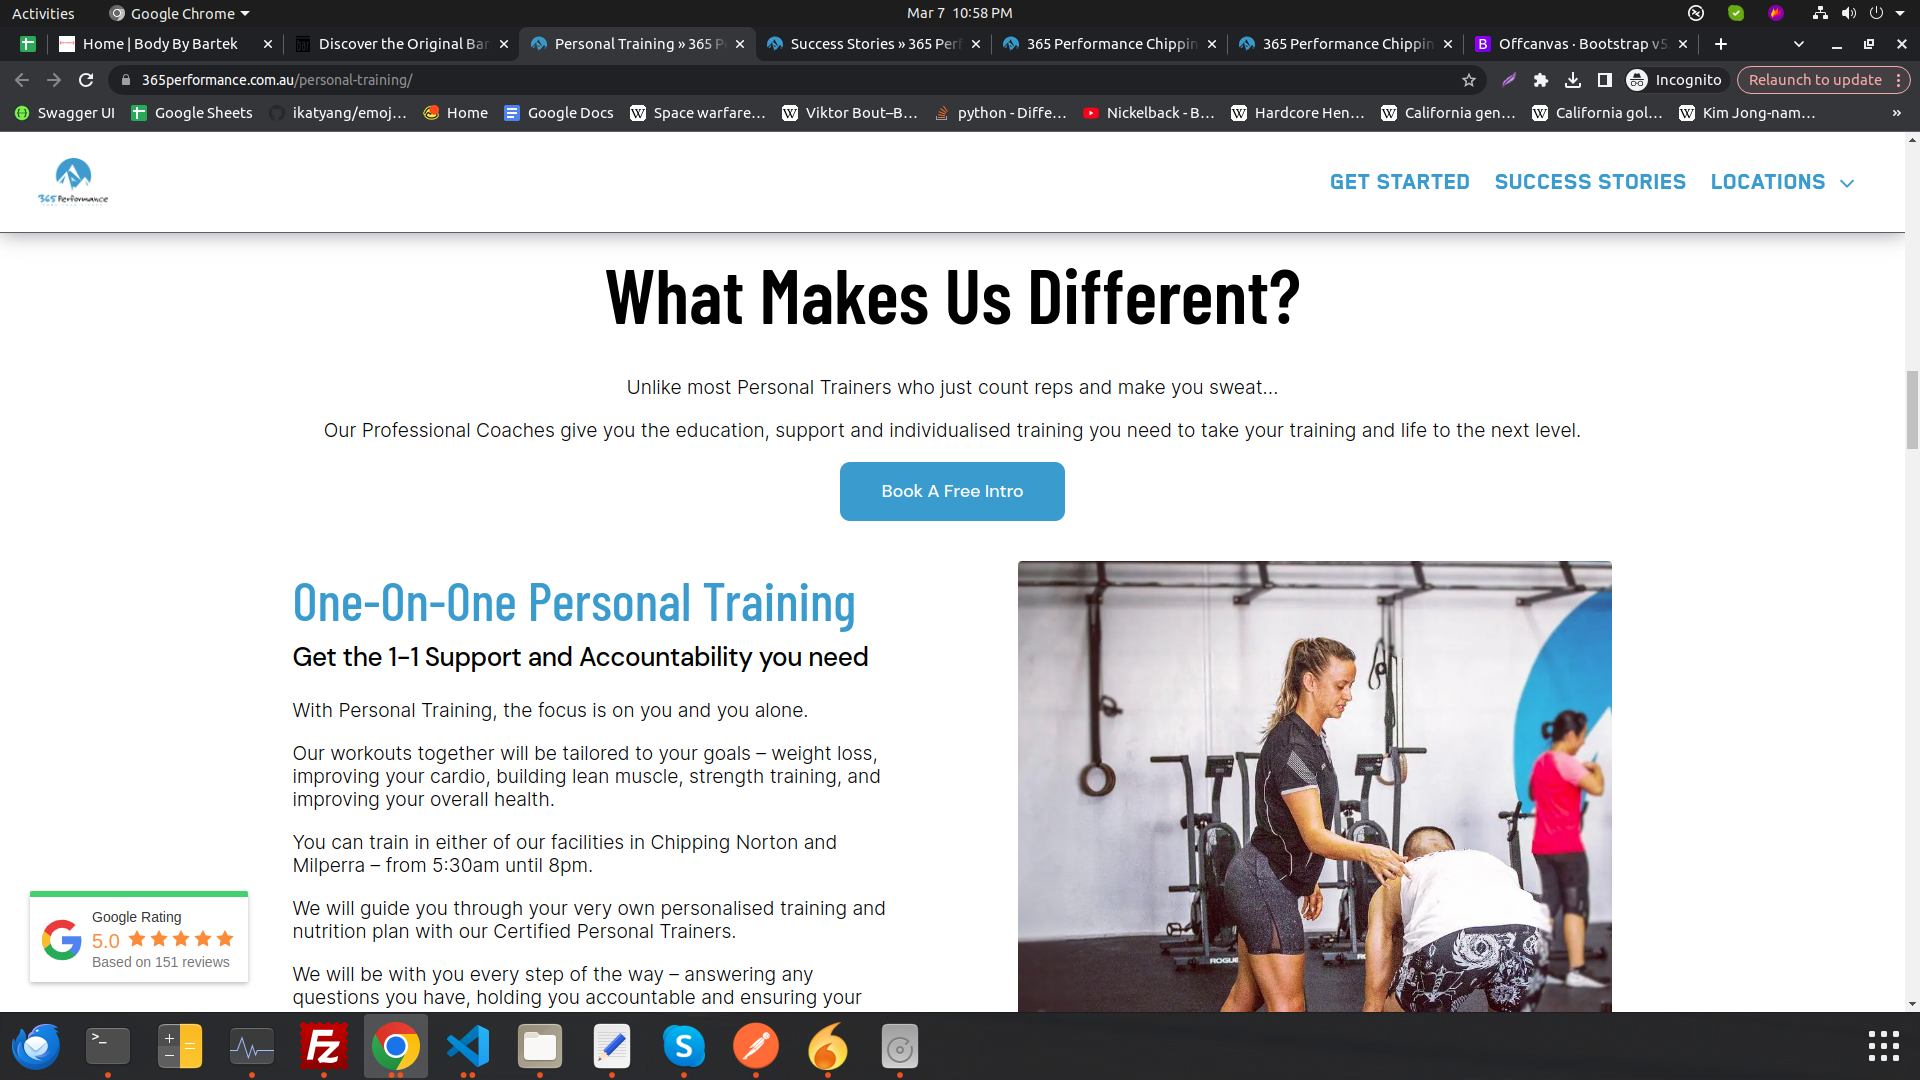 Activities
Google Chrome
Mar 7 10:58 PM
Home | Body By Bartek
Discover the Original Bar
Personal Training » 365 P
Success Stories » 365 Perf
365 Performance Chippin
365 Performance Chippin
B
Offcanvas · Bootstrap v5
365performance.com.au/personal-training/
Incognito
Relaunch to update
Swagger UI
Google Sheets
ikatyang/emoj…
Home
Google Docs
W Space warfare…
W Viktor Bout–B…
python - Diffe…
Nickelback - B…
W Hardcore Hen…
W California gen…
W California gol…
W Kim Jong-nam…
»
365 Performance
GET STARTED
SUCCESS STORIES
LOCATIONS
What Makes Us Different?
Unlike most Personal Trainers who just count reps and make you sweat…
Our Professional Coaches give you the education, support and individualised training you need to take your training and life to the next level.
Book A Free Intro
One-On-One Personal Training
Get the 1-1 Support and Accountability you need
With Personal Training, the focus is on you and you alone.
Our workouts together will be tailored to your goals – weight loss,
improving your cardio, building lean muscle, strength training, and
improving your overall health.
You can train in either of our facilities in Chipping Norton and
Milperra – from 5:30am until 8pm.
We will guide you through your very own personalised training and
nutrition plan with our Certified Personal Trainers.
We will be with you every step of the way – answering any
questions you have, holding you accountable and ensuring your
Google Rating
5.0
Based on 151 reviews
ROGUE
Fz
S